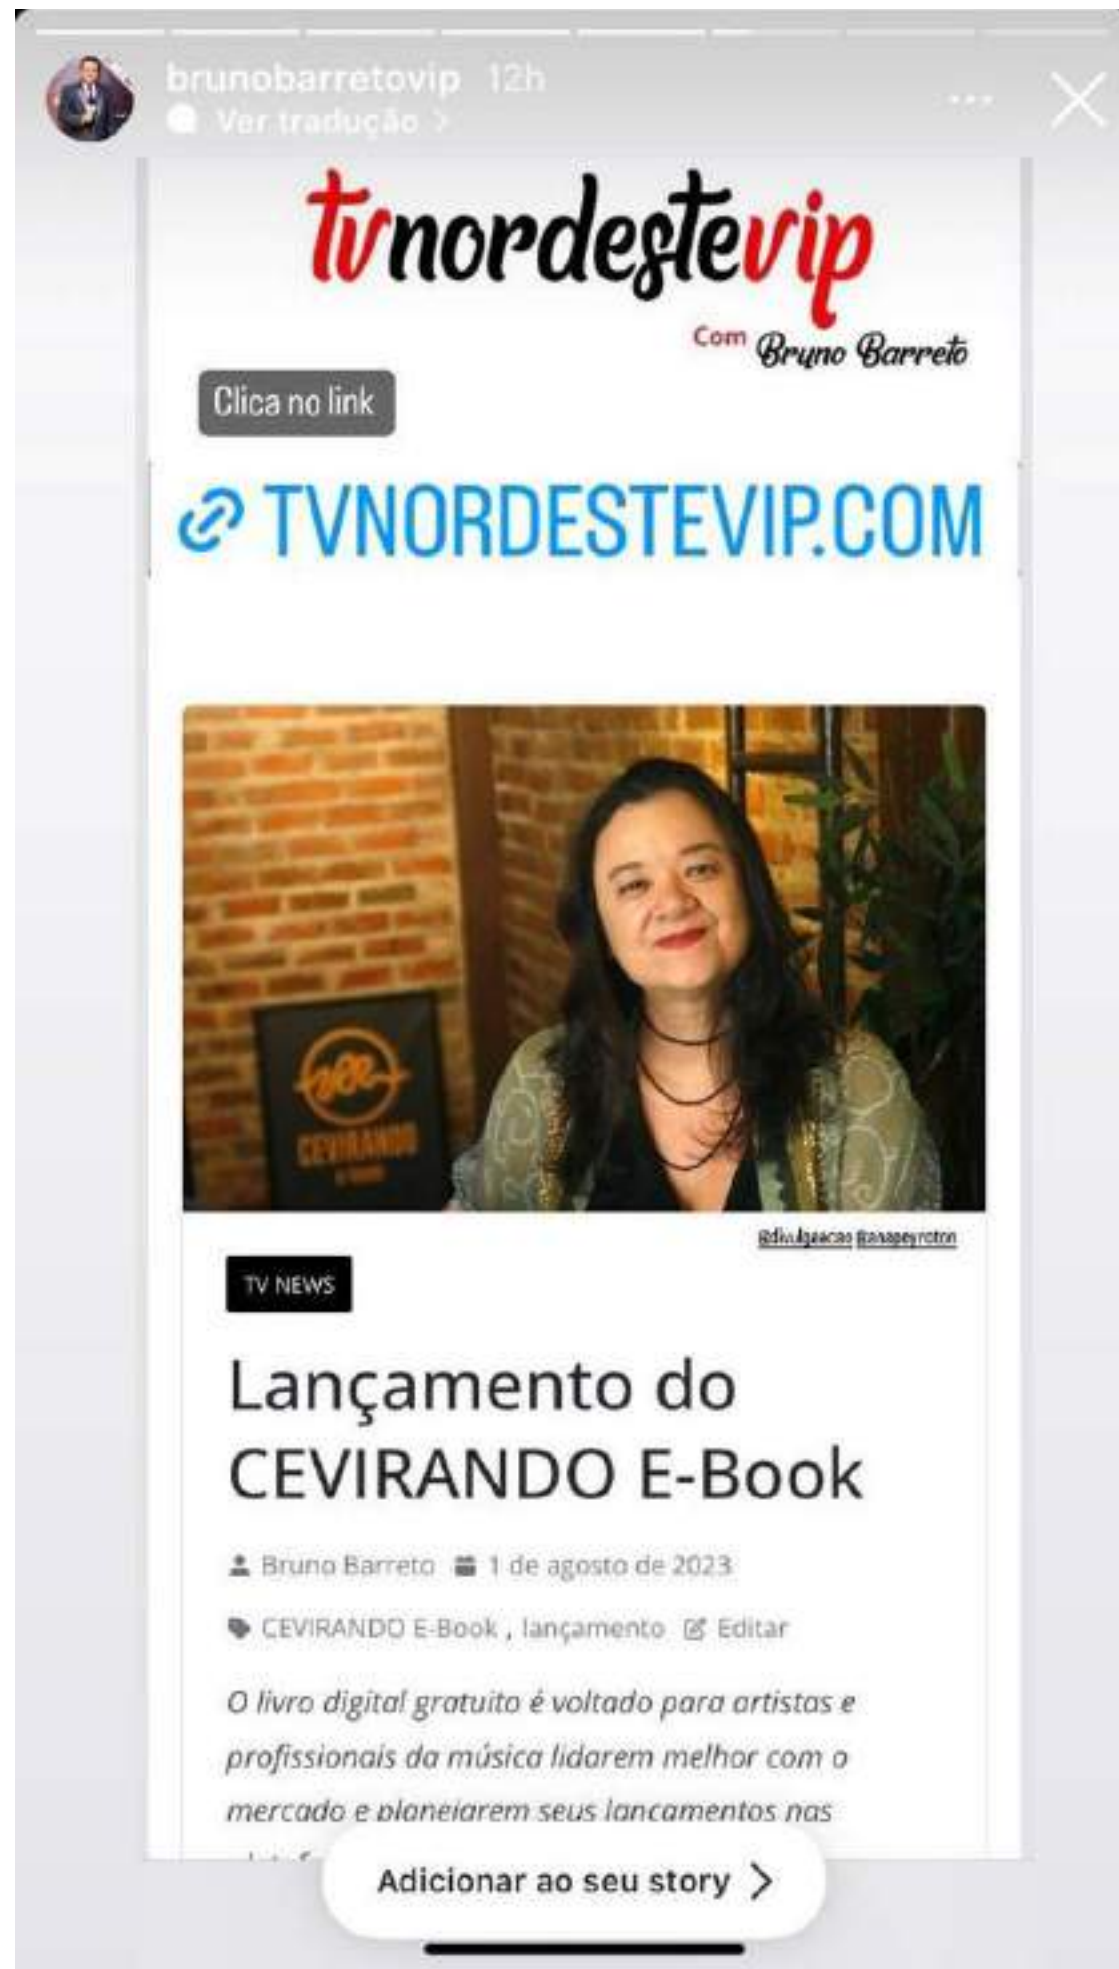 brunobarretovip 12h
Ver tradução >
tvnordestevip
Com Bruno Barreto
Clica no link
TVNORDESTEVIP.COM
CEVIRANDO
TV NEWS
Lançamento do
CEVIRANDO E-Book
Bruno Barreto 1 de agosto de 2023
CEVIRANDO E-Book , lançamento Editar
O livro digital gratuito é voltado para artistas e
profissionais da música lidarem melhor com o
mercado e planejarem seus lançamentos nas
Adicionar ao seu story >